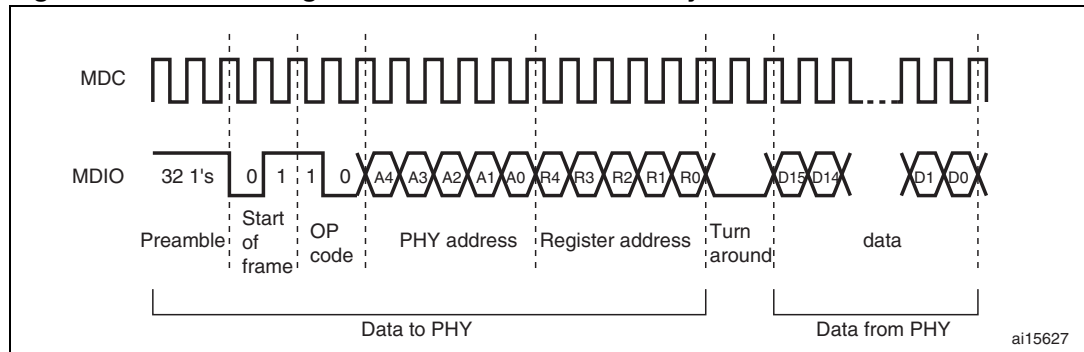 MDC
MDIO 32 1's 0 1 1 0 A4 A3 A2 A1 A0 R4 R3 R2 R1 R0 D15 D14 D1 D0
Preamble
Start
of
frame
OP
code
PHY address
Register address
Turn
around
data
Data to PHY
Data from PHY
ai15627